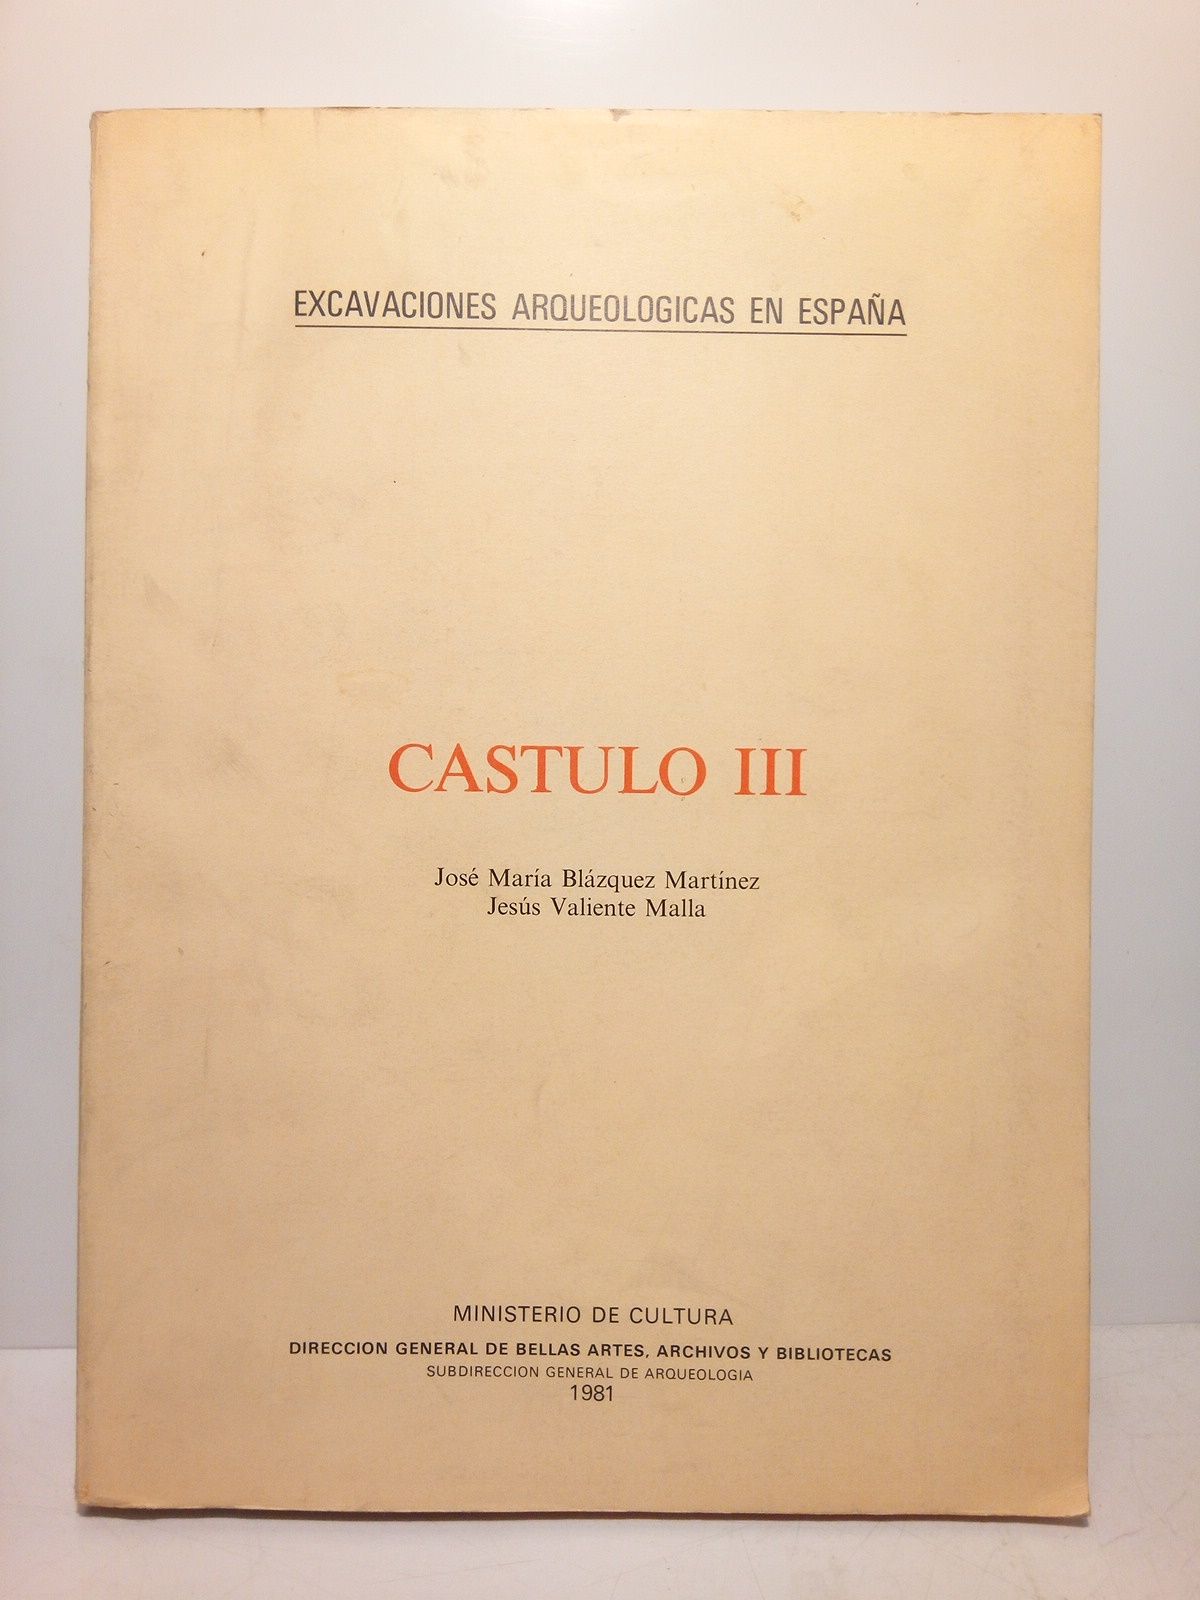 EXCAVACIONES ARQUEOLOGICAS EN ESPAÑA
CASTULO III
José María Blázquez Martínez
Jesús Valiente Malla
MINISTERIO DE CULTURA
DIRECCION GENERAL DE BELLAS ARTES, ARCHIVOS Y BIBLIOTECAS
SUBDIRECCION GENERAL DE ARQUEOLOGIA
1981